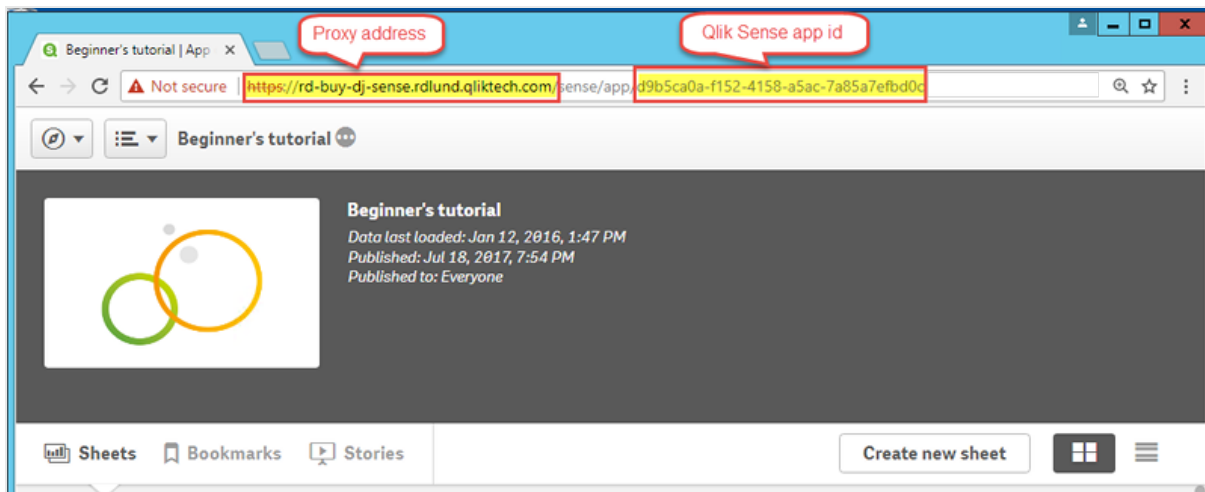 Proxy address
Qlik Sense app id
Beginner's tutorial | App
Not secure | https://rd-buy-dj-sense.rdlund.qliktech.com/sense/app/d9b5ca0a-f152-4158-a5ac-7a85a7efbd0c
Beginner's tutorial
Beginner's tutorial
Data last loaded: Jan 12, 2016, 1:47 PM
Published: Jul 18, 2017, 7:54 PM
Published to: Everyone
Sheets Bookmarks Stories Create new sheet